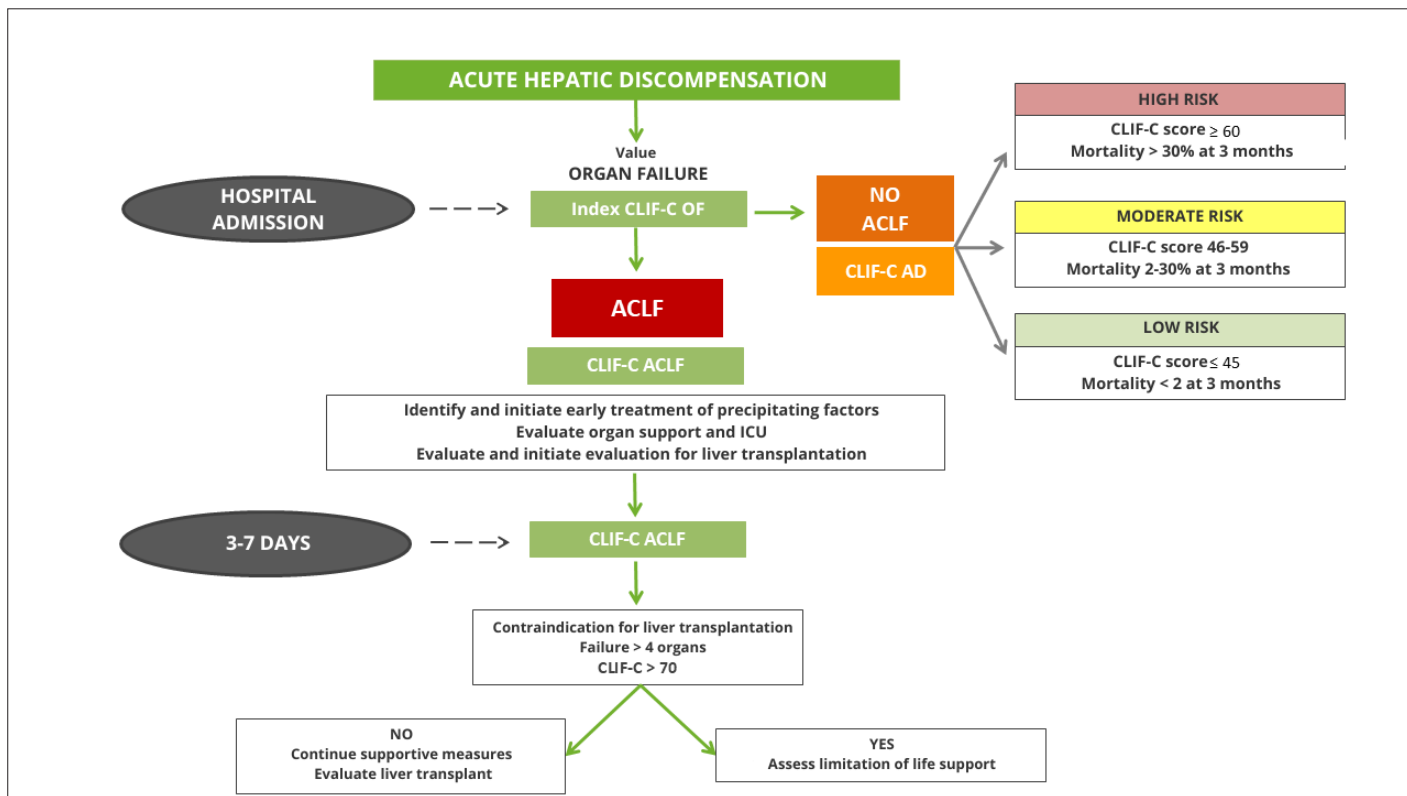 ACUTE HEPATIC DISCOMPENSATION
Value
ORGAN FAILURE
HOSPITAL
ADMISSION
Index CLIF-C OF
NO
ACLF
CLIF-C AD
HIGH RISK
CLIF-C score ≥ 60
Mortality > 30% at 3 months
MODERATE RISK
CLIF-C score 46-59
Mortality 2-30% at 3 months
LOW RISK
CLIF-C score ≤ 45
Mortality < 2 at 3 months
ACLF
CLIF-C ACLF
Identify and initiate early treatment of precipitating factors
Evaluate organ support and ICU
Evaluate and initiate evaluation for liver transplantation
3-7 DAYS
CLIF-C ACLF
Contraindication for liver transplantation
Failure > 4 organs
CLIF-C > 70
NO
Continue supportive measures
Evaluate liver transplant
YES
Assess limitation of life support